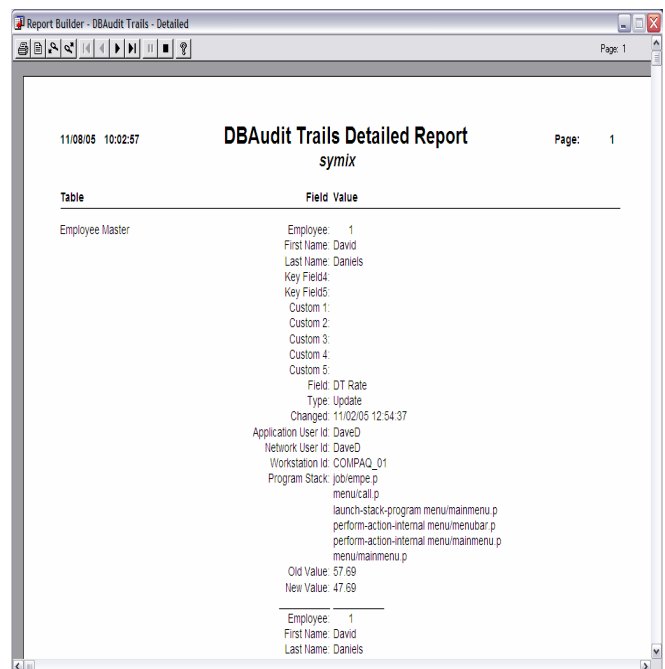 Report Builder - DBAudit Trails - Detailed
Page: 1
11/08/05 10:02:57 DBAudit Trails Detailed Report Page: 1
symix
Table Field Value
Employee Master Employee: 1
First Name: David
Last Name: Daniels
Key Field4:
Key Field5:
Custom 1:
Custom 2:
Custom 3:
Custom 4:
Custom 5:
Field: DT Rate
Type: Update
Changed: 11/02/05 12:54:37
Application User Id: DaveD
Network User Id: DaveD
Workstation Id: COMPAQ_01
Program Stack: job/empe.p
menu/call.p
launch-stack-program menu/mainmenu.p
perform-action-internal menu/menubar.p
perform-action-internal menu/mainmenu.p
menu/mainmenu.p
Old Value: 57.69
New Value: 47.69
Employee: 1
First Name: David
Last Name: Daniels